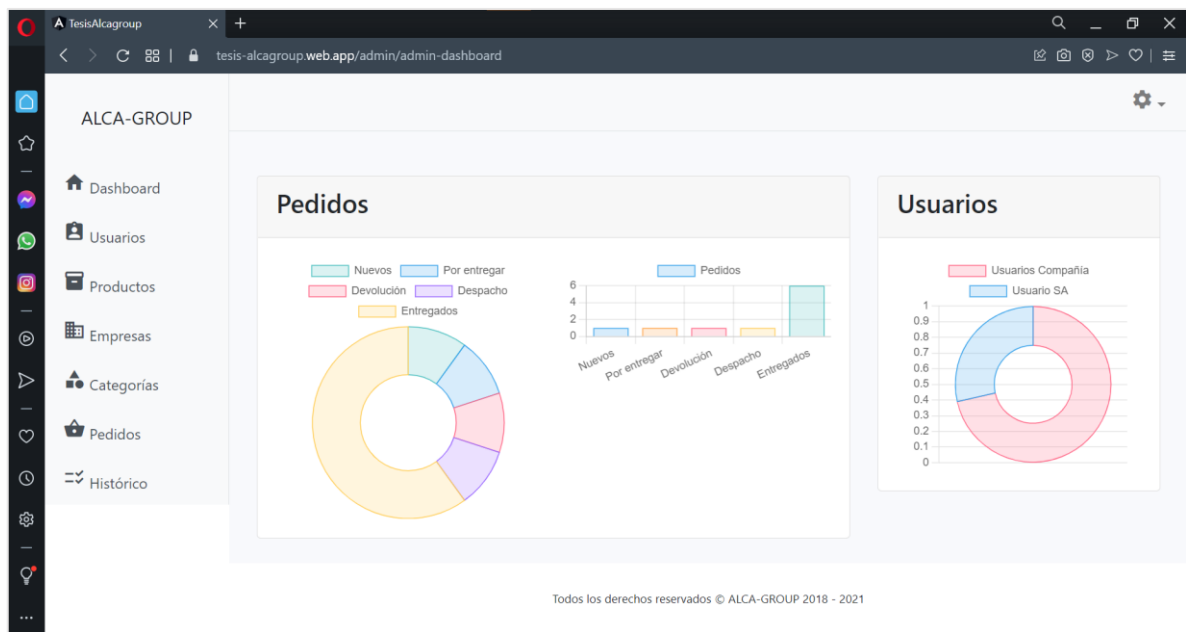 TesisAlcagroup
tesis-alcagroup.web.app/admin/admin-dashboard
ALCA-GROUP
Dashboard
Usuarios
Productos
Empresas
Categorías
Pedidos
Histórico
Pedidos
Nuevos Por entregar
Devolución Despacho
Entregados
Pedidos
6
4
2
0
Nuevos
Por entregar
Devolución
Despacho
Entregados
Usuarios
Usuarios Compañía
Usuario SA
1
0.9
0.8
0.7
0.6
0.5
0.4
0.3
0.2
0.1
0
Todos los derechos reservados © ALCA-GROUP 2018 - 2021